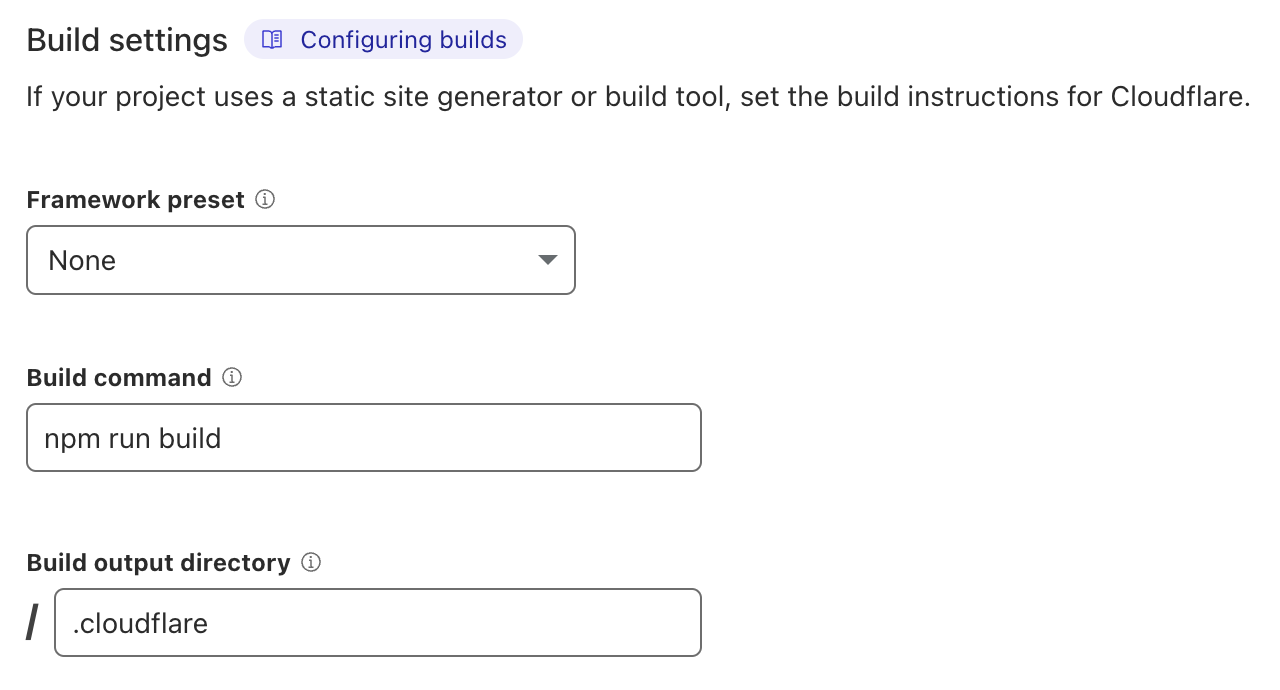 Build settings Configuring builds
If your project uses a static site generator or build tool, set the build instructions for Cloudflare.
Framework preset
None
Build command
npm run build
Build output directory
/ .cloudflare